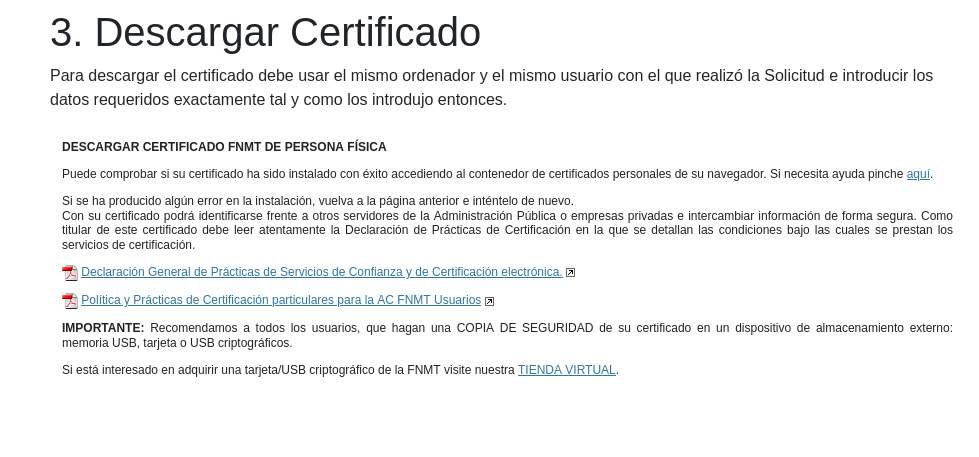 3. Descargar Certificado
Para descargar el certificado debe usar el mismo ordenador y el mismo usuario con el que realizó la Solicitud e introducir los
datos requeridos exactamente tal y como los introdujo entonces.
DESCARGAR CERTIFICADO FNMT DE PERSONA FÍSICA
Puede comprobar si su certificado ha sido instalado con éxito accediendo al contenedor de certificados personales de su navegador. Si necesita ayuda pinche aquí.
Si se ha producido algún error en la instalación, vuelva a la página anterior e inténtelo de nuevo.
Con su certificado podrá identificarse frente a otros servidores de la Administración Pública o empresas privadas e intercambiar información de forma segura. Como
titular de este certificado debe leer atentamente la Declaración de Prácticas de Certificación en la que se detallan las condiciones bajo las cuales se prestan los
servicios de certificación.
Declaración General de Prácticas de Servicios de Confianza y de Certificación electrónica.
Política y Prácticas de Certificación particulares para la AC FNMT Usuarios
IMPORTANTE: Recomendamos a todos los usuarios, que hagan una COPIA DE SEGURIDAD de su certificado en un dispositivo de almacenamiento externo:
memoria USB, tarjeta o USB criptográficos.
Si está interesado en adquirir una tarjeta/USB criptográfico de la FNMT visite nuestra TIENDA VIRTUAL.